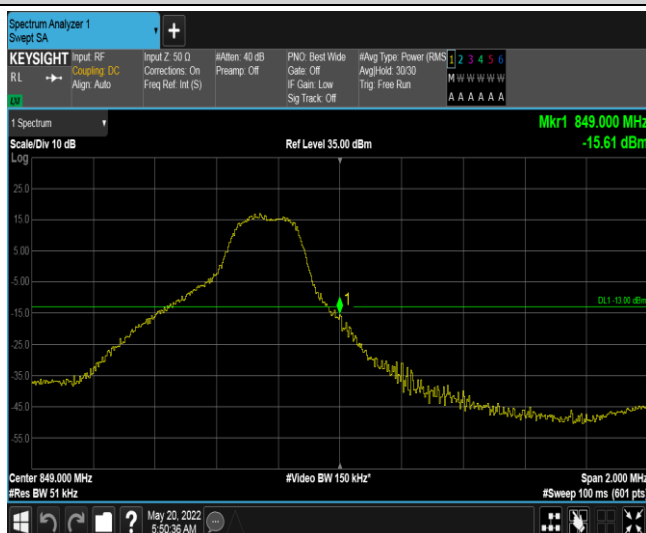 Spectrum Analyzer 1
Swept SA
+
KEYSIGHT
RL
Input: RF
Coupling: DC
Align: Auto
Input Z: 50 Ω
Corrections: On
Freq Ref: Int (S)
#Atten: 40 dB
Preamp: Off
PNO: Best Wide
Gate: Off
IF Gain: Low
Sig Track: Off
#Avg Type: Power (RMS
Avg|Hold: 30/30
Trig: Free Run
1 2 3 4 5 6
M W W W W W
A A A A A A
1 Spectrum
Scale/Div 10 dB
Ref Level 35.00 dBm
Mkr1 849.000 MHz
-15.61 dBm
Log
25.0
15.0
5.00
-5.00
-15.0
-25.0
-35.0
-45.0
-55.0
1
DL1 -13.00 dBm
Center 849.000 MHz
#Video BW 150 kHz*
Span 2.000 MHz
#Res BW 51 kHz
#Sweep 100 ms (601 pts)
?
May 20, 2022
5:50:36 AM